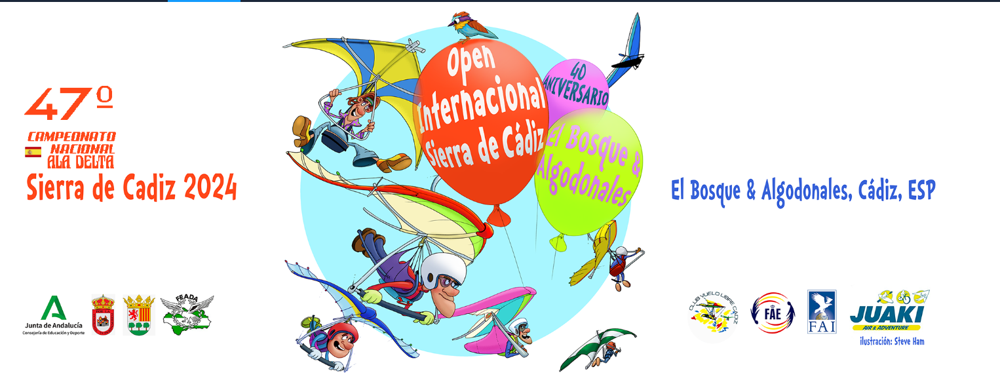 47º
CAMPEONATO
NACIONAL
ALA DELTA
Sierra de Cadiz 2024
Open
Internacional
Sierra de Cádiz
40
ANIVERSARIO
El Bosque &
Algodonales
El Bosque & Algodonales, Cádiz, ESP
Junta de Andalucía
Consejería de Educación y Deporte
FEADA
CLUB VUELO LIBRE CADIZ
FAE
FAI
JUAKI
AIR & ADVENTURE
ilustración: Steve Ham